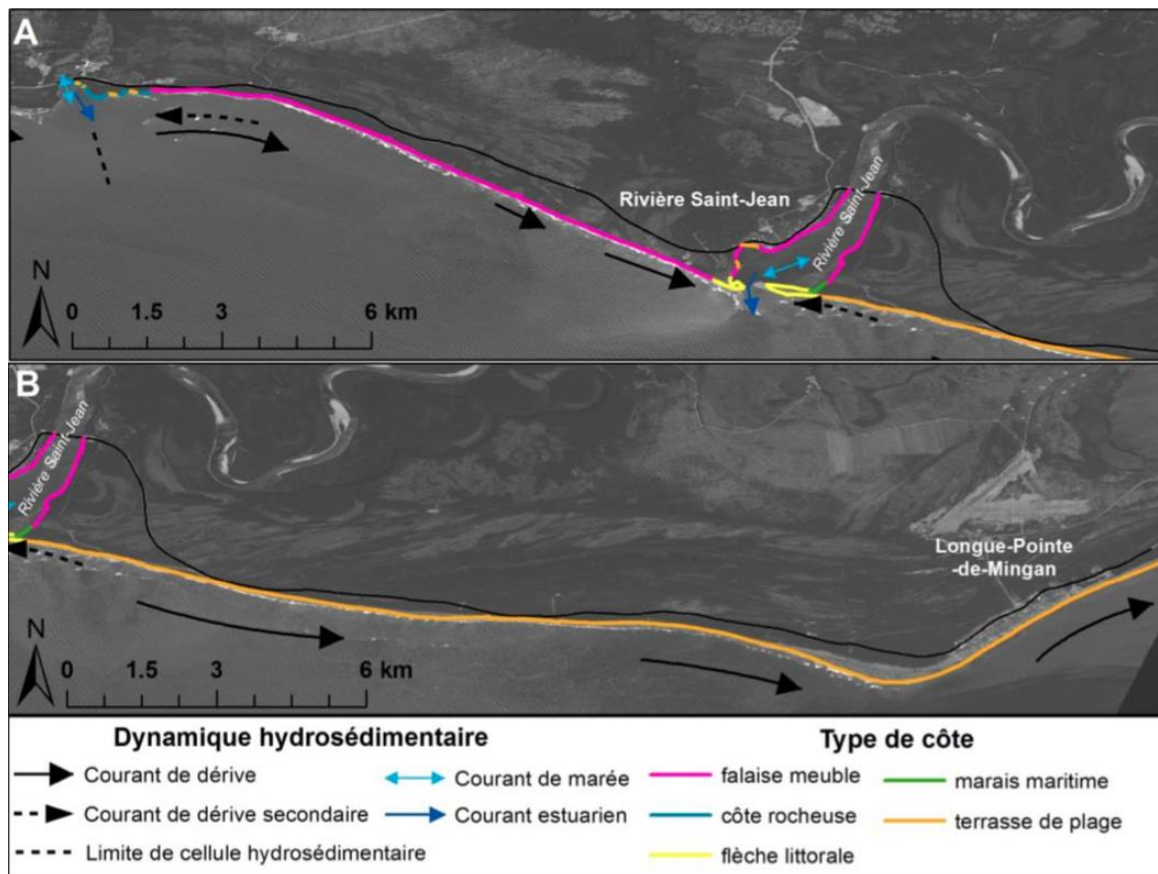 A
Rivière Saint-Jean
Rivière Saint-Jean
N
0 1.5 3 6 km
B
Rivière Saint-Jean
Longue-Pointe
-de-Mingan
N
0 1.5 3 6 km
Dynamique hydrosédimentaire
Courant de dérive
Courant de marée
Courant de dérive secondaire
Courant estuarien
Limite de cellule hydrosédimentaire
Type de côte
falaise meuble
marais maritime
côte rocheuse
terrasse de plage
flèche littorale